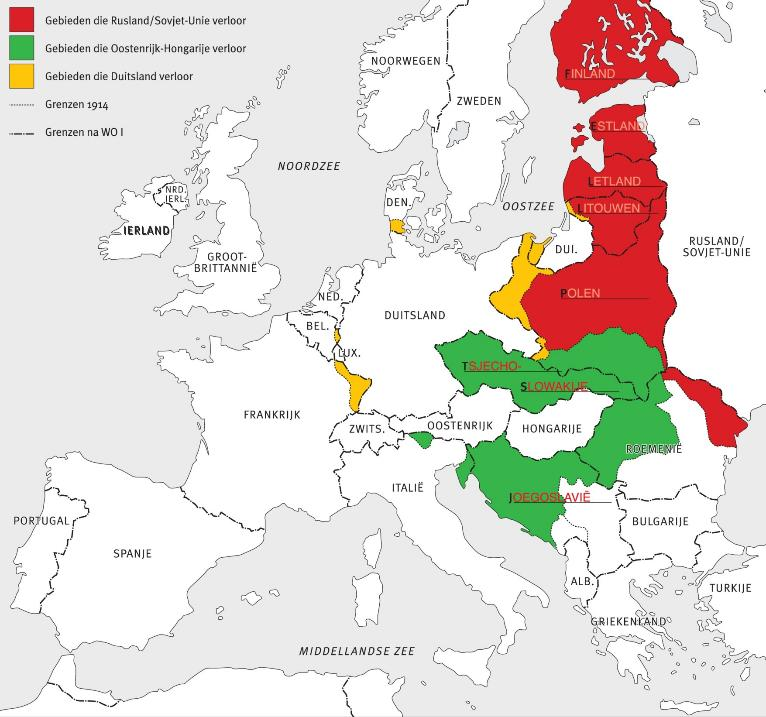 Gebieden die Rusland/Sovjet-Unie verloor
Gebieden die Oostenrijk-Hongarije verloor
Gebieden die Duitsland verloor
Grenzen 1914
Grenzen na WO I
NOORWEGEN
ZWEDEN
FINLAND
ESTLAND
LETLAND
LITOUWEN
NOORDZEE
OOSTZEE
NRD.
IERL.
IERLAND
GROOT-
BRITTANNIË
DEN.
DUI.
RUSLAND/
SOVJET-UNIE
NED.
BEL.
LUX.
DUITSLAND
POLEN
TSJECHO-
SLOWAKIJE
FRANKRIJK
ZWITS.
OOSTENRIJK
HONGARIJE
ROEMENIË
ITALIË
JOEGOSLAVIË
BULGARIJE
PORTUGAL
SPANJE
ALB.
TURKIJE
GRIEKENLAND
MIDDELLANDSE ZEE